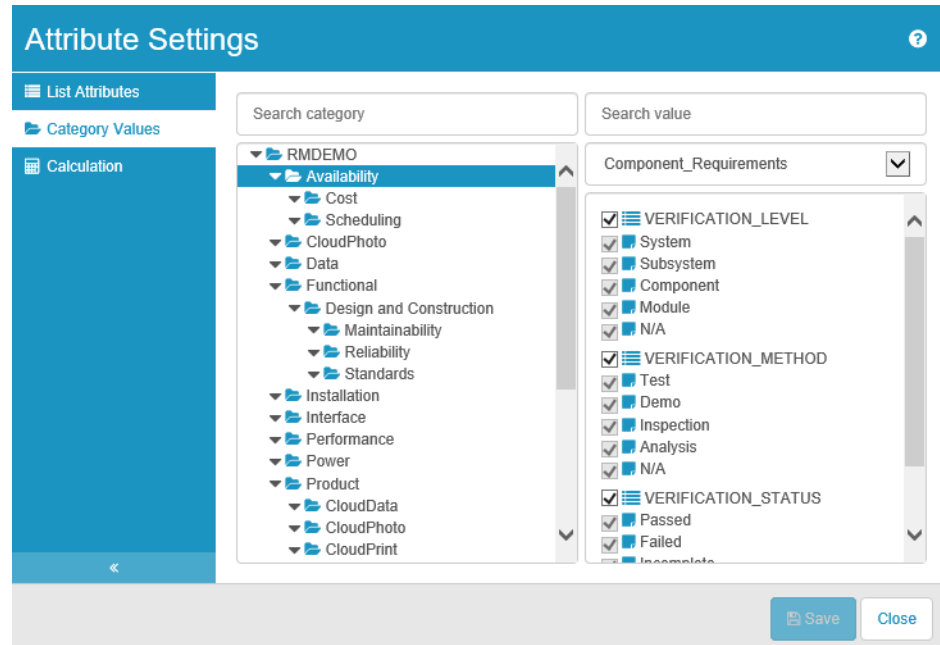 Attribute Settings
List Attributes
Category Values
Calculation
Search category
RMDEMO
Availability
Cost
Scheduling
CloudPhoto
Data
Functional
Design and Construction
Maintainability
Reliability
Standards
Installation
Interface
Performance
Power
Product
CloudData
CloudPhoto
CloudPrint
Search value
Component_Requirements
VERIFICATION_LEVEL
System
Subsystem
Component
Module
N/A
VERIFICATION_METHOD
Test
Demo
Inspection
Analysis
N/A
VERIFICATION_STATUS
Passed
Failed
Incomplete
Save
Close